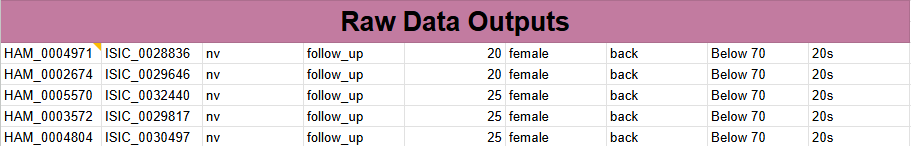 Raw Data Outputs
HAM_0004971 ISIC_0028836 nv follow_up 20 female back Below 70 20s
HAM_0002674 ISIC_0029646 nv follow_up 20 female back Below 70 20s
HAM_0005570 ISIC_0032440 nv follow_up 25 female back Below 70 20s
HAM_0003572 ISIC_0029817 nv follow_up 25 female back Below 70 20s
HAM_0004804 ISIC_0030497 nv follow_up 25 female back Below 70 20s